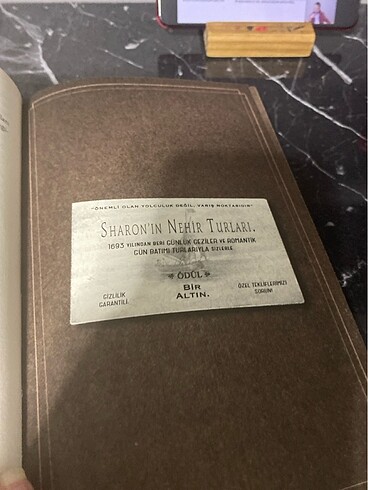 "ÖNEMLİ OLAN YOLCULUK DEĞİL, VARIŞ NOKTASIDIR"
SHARON'IN NEHİR TURLARI.
1693 YILINDAN BERİ GÜNLÜK GEZİLER VE ROMANTİK
GÜN BATIMI TURLARIYLA SİZLERLE
ÖDÜL
BİR
ALTIN.
GİZLİLİK
GARANTİLİ.
ÖZEL TEKLİFLERİMİZİ
SORUN!